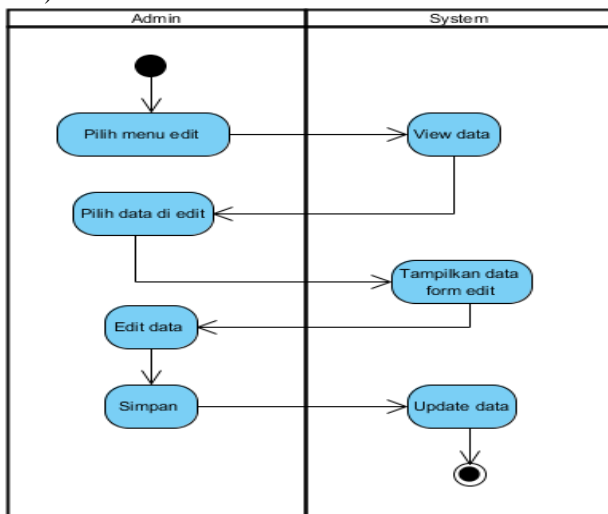 Admin
System
Pilih menu edit
View data
Pilih data di edit
Tampilkan data
form edit
Edit data
Simpan
Update data